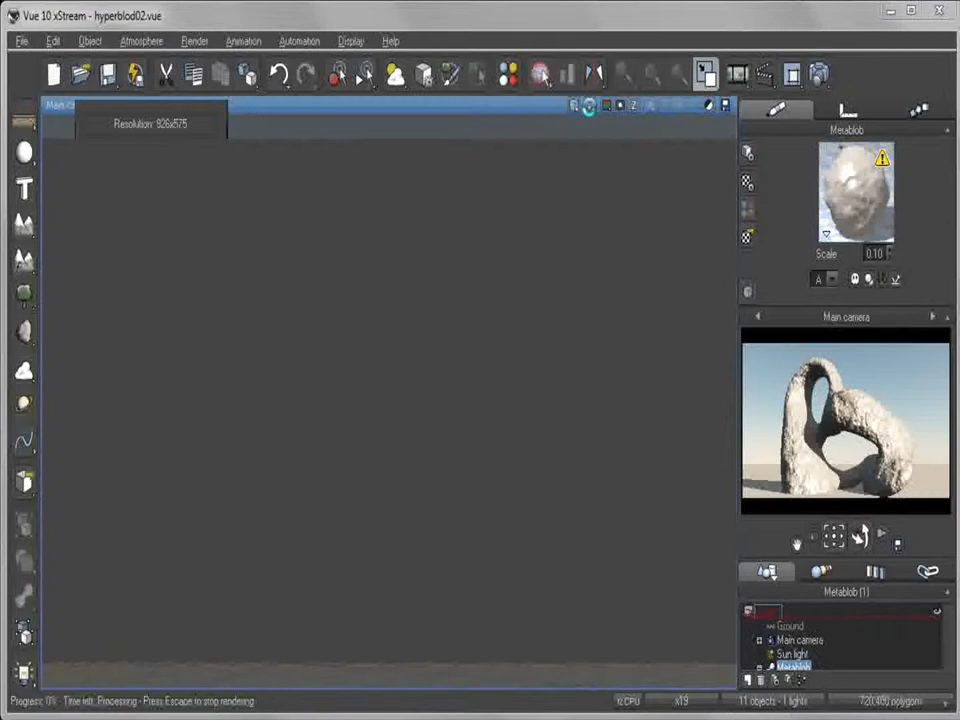 Vue 10 xStream - hyperblod02.vue
File Edit Object Atmosphere Render Animation Automation Display Help
Main
Resolution: 926x575
Metablob
Scale 0.10
A
Main camera
Metablob (1)
Ground
Main camera
Sun light
Metablob
Progress: 0% - Time left: Processing - Press Escape to stop rendering
nCPU x19 11 objects - 1 lights 720,400 polygons